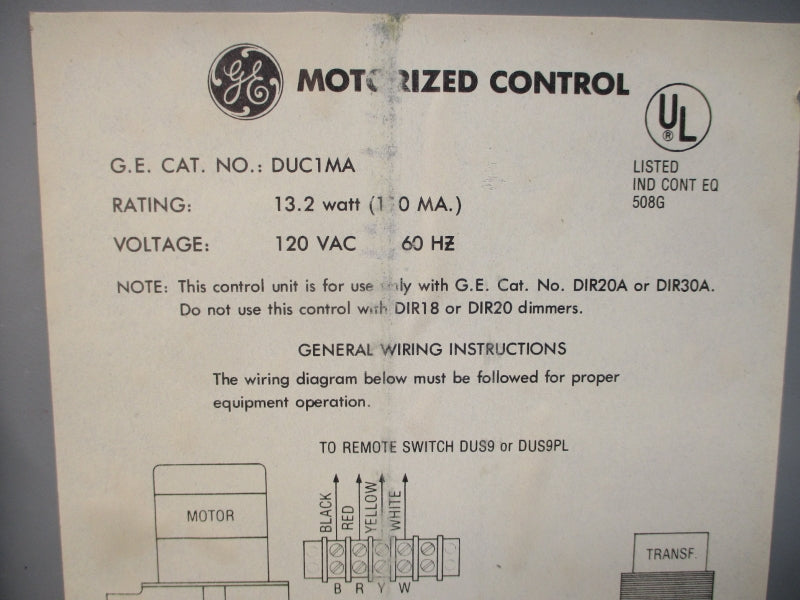 GE MOTORIZED CONTROL
UL
®
G.E. CAT. NO.: DUC1MA
LISTED
IND CONT EQ
508G
RATING: 13.2 watt (110 MA.)
VOLTAGE: 120 VAC 60 HZ
NOTE: This control unit is for use only with G.E. Cat. No. DIR20A or DIR30A.
Do not use this control with DIR18 or DIR20 dimmers.
GENERAL WIRING INSTRUCTIONS
The wiring diagram below must be followed for proper
equipment operation.
TO REMOTE SWITCH DUS9 or DUS9PL
BLACK
RED
YELLOW
WHITE
MOTOR
TRANSF.
B R Y W